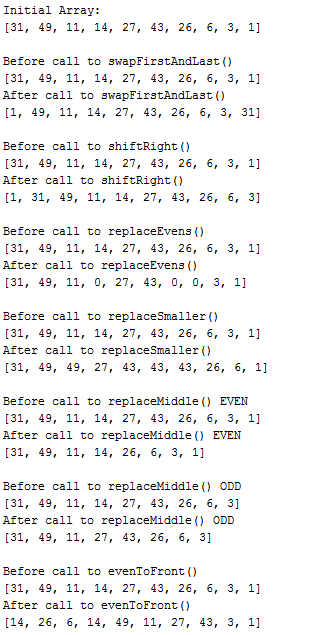 Initial Array:
[31, 49, 11, 14, 27, 43, 26, 6, 3, 1]
Before call to swapFirstAndLast()
[31, 49, 11, 14, 27, 43, 26, 6, 3, 1]
After call to swapFirstAndLast()
[1, 49, 11, 14, 27, 43, 26, 6, 3, 31]
Before call to shiftRight()
[31, 49, 11, 14, 27, 43, 26, 6, 3, 1]
After call to shiftRight()
[1, 31, 49, 11, 14, 27, 43, 26, 6, 3]
Before call to replaceEvens()
[31, 49, 11, 14, 27, 43, 26, 6, 3, 1]
After call to replaceEvens()
[31, 49, 11, 0, 27, 43, 0, 0, 3, 1]
Before call to replaceSmaller()
[31, 49, 11, 14, 27, 43, 26, 6, 3, 1]
After call to replaceSmaller()
[31, 49, 49, 27, 43, 43, 43, 26, 6, 1]
Before call to replaceMiddle() EVEN
[31, 49, 11, 14, 27, 43, 26, 6, 3, 1]
After call to replaceMiddle() EVEN
[31, 49, 11, 14, 26, 6, 3, 1]
Before call to replaceMiddle() ODD
[31, 49, 11, 14, 27, 43, 26, 6, 3]
After call to replaceMiddle() ODD
[31, 49, 11, 27, 43, 26, 6, 3]
Before call to evenToFront()
[31, 49, 11, 14, 27, 43, 26, 6, 3, 1]
After call to evenToFront()
[14, 26, 6, 14, 49, 11, 27, 43, 3, 1]